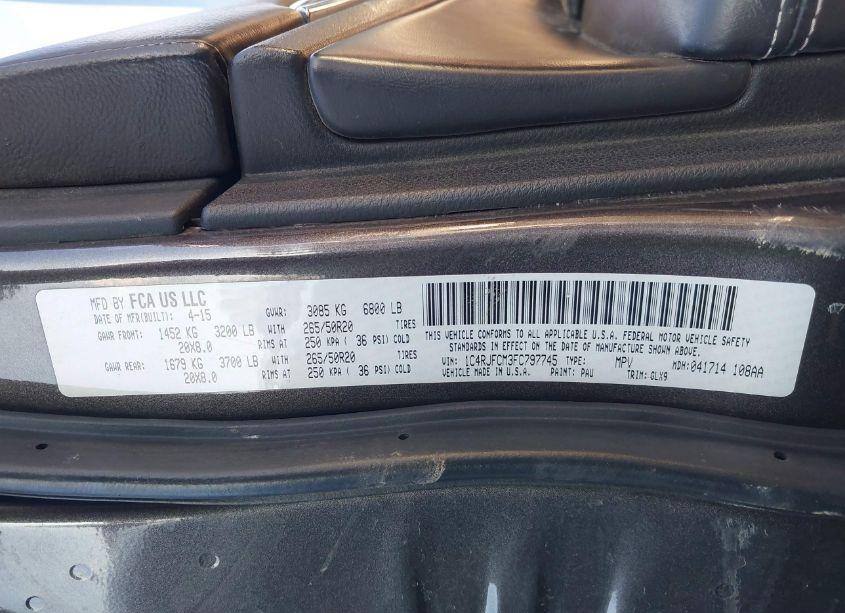 MFD BY FCA US LLC
DATE OF MFR(BUILT): 4-15 GVWR: 3085 KG 6800 LB
GAWR FRONT: 1452 KG 3200 LB WITH 265/50R20 TIRES
20X8.0 RIMS AT 250 KPA ( 36 PSI) COLD
GAWR REAR: 1679 KG 3700 LB WITH 265/50R20 TIRES
20X8.0 RIMS AT 250 KPA ( 36 PSI) COLD
THIS VEHICLE CONFORMS TO ALL APPLICABLE U.S.A. FEDERAL MOTOR VEHICLE SAFETY
STANDARDS IN EFFECT ON THE DATE OF MANUFACTURE SHOWN ABOVE.
VIN: 1C4RJFCM3FC797745 TYPE: MPV MDH:041714 108AA
VEHICLE MADE IN U.S.A. PAINT: PAU TRIM: GLX9